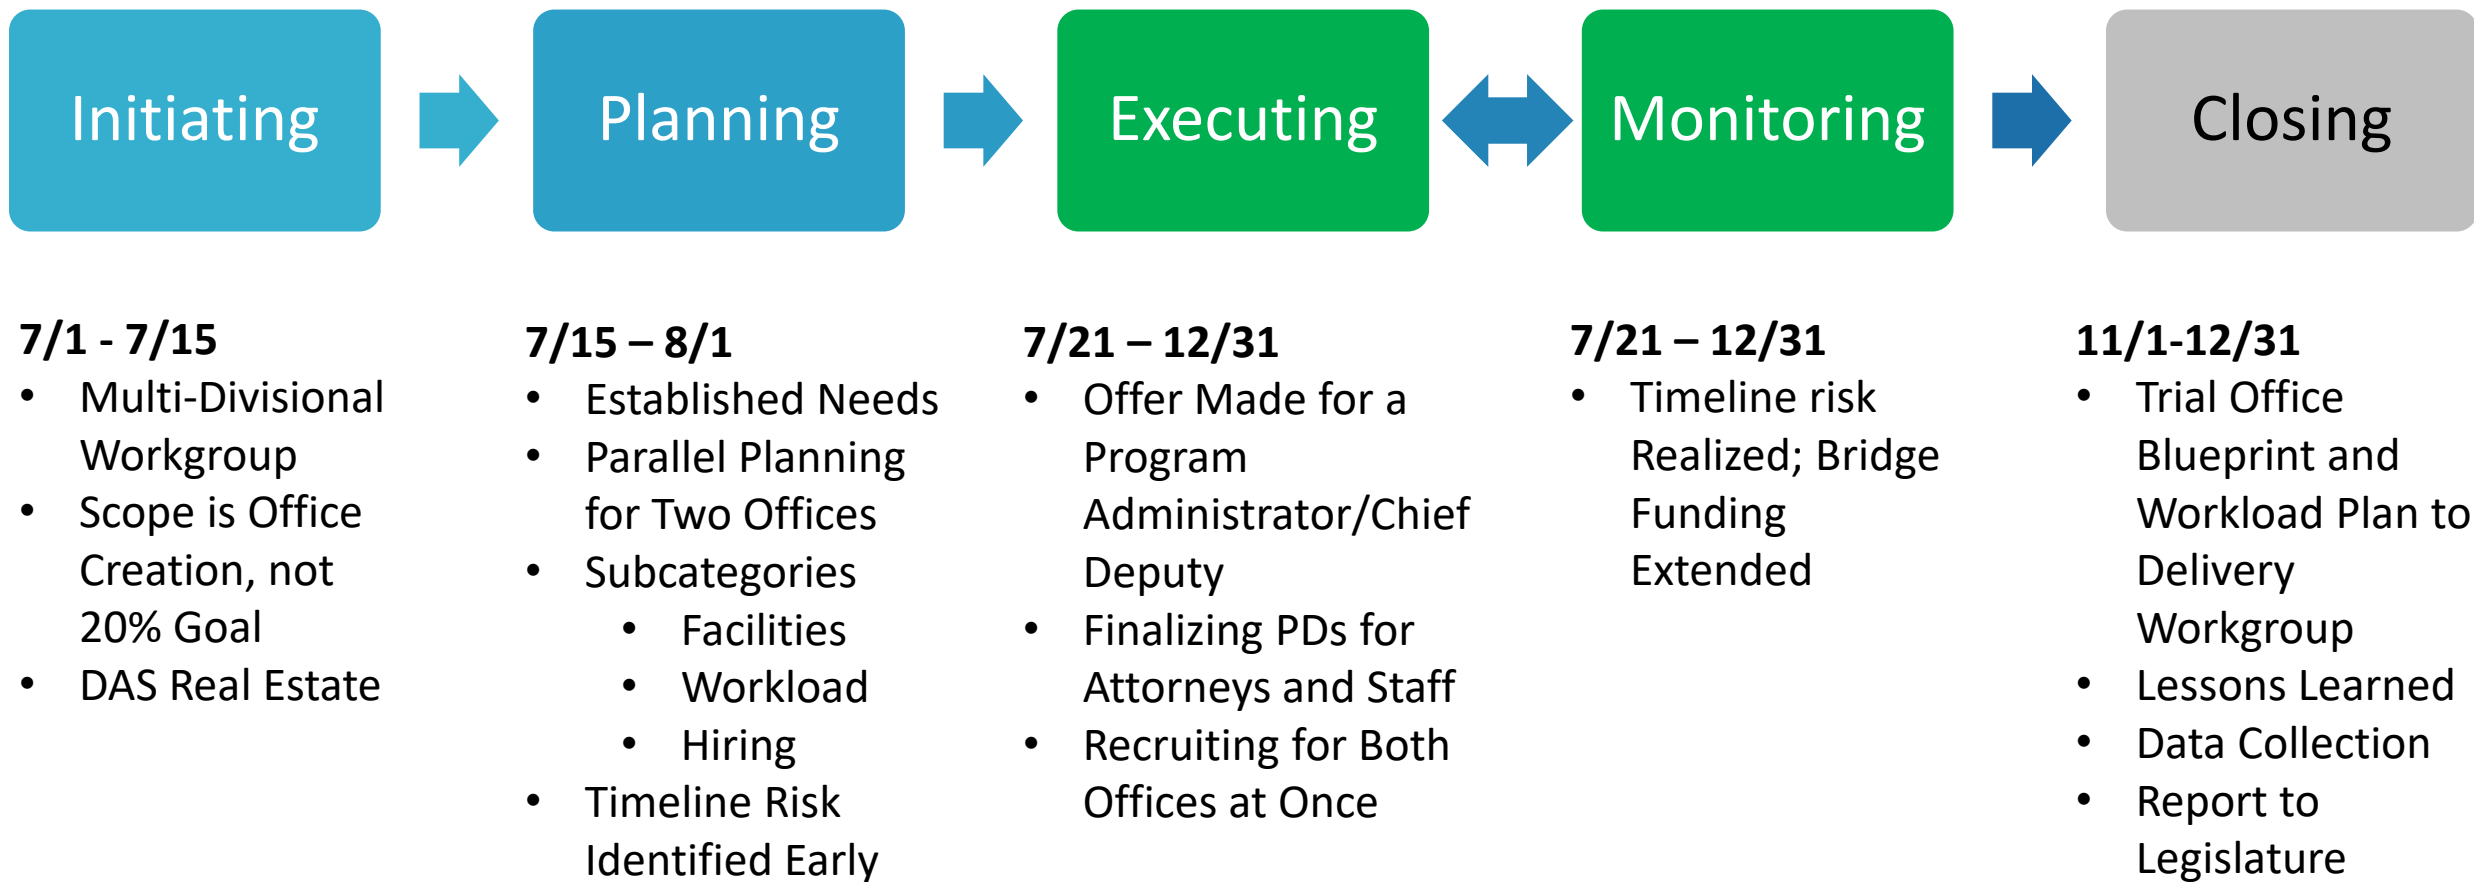 Initiating
Planning
Executing
Monitoring
Closing
7/1 - 7/15
• Multi-Divisional
Workgroup
• Scope is Office
Creation, not
20% Goal
• DAS Real Estate
7/15 – 8/1
• Established Needs
• Parallel Planning
for Two Offices
• Subcategories
• Facilities
• Workload
• Hiring
• Timeline Risk
Identified Early
7/21 – 12/31
• Offer Made for a
Program
Administrator/Chief
Deputy
• Finalizing PDs for
Attorneys and Staff
• Recruiting for Both
Offices at Once
7/21 – 12/31
• Timeline risk
Realized; Bridge
Funding
Extended
11/1-12/31
• Trial Office
Blueprint and
Workload Plan to
Delivery
Workgroup
• Lessons Learned
• Data Collection
• Report to
Legislature